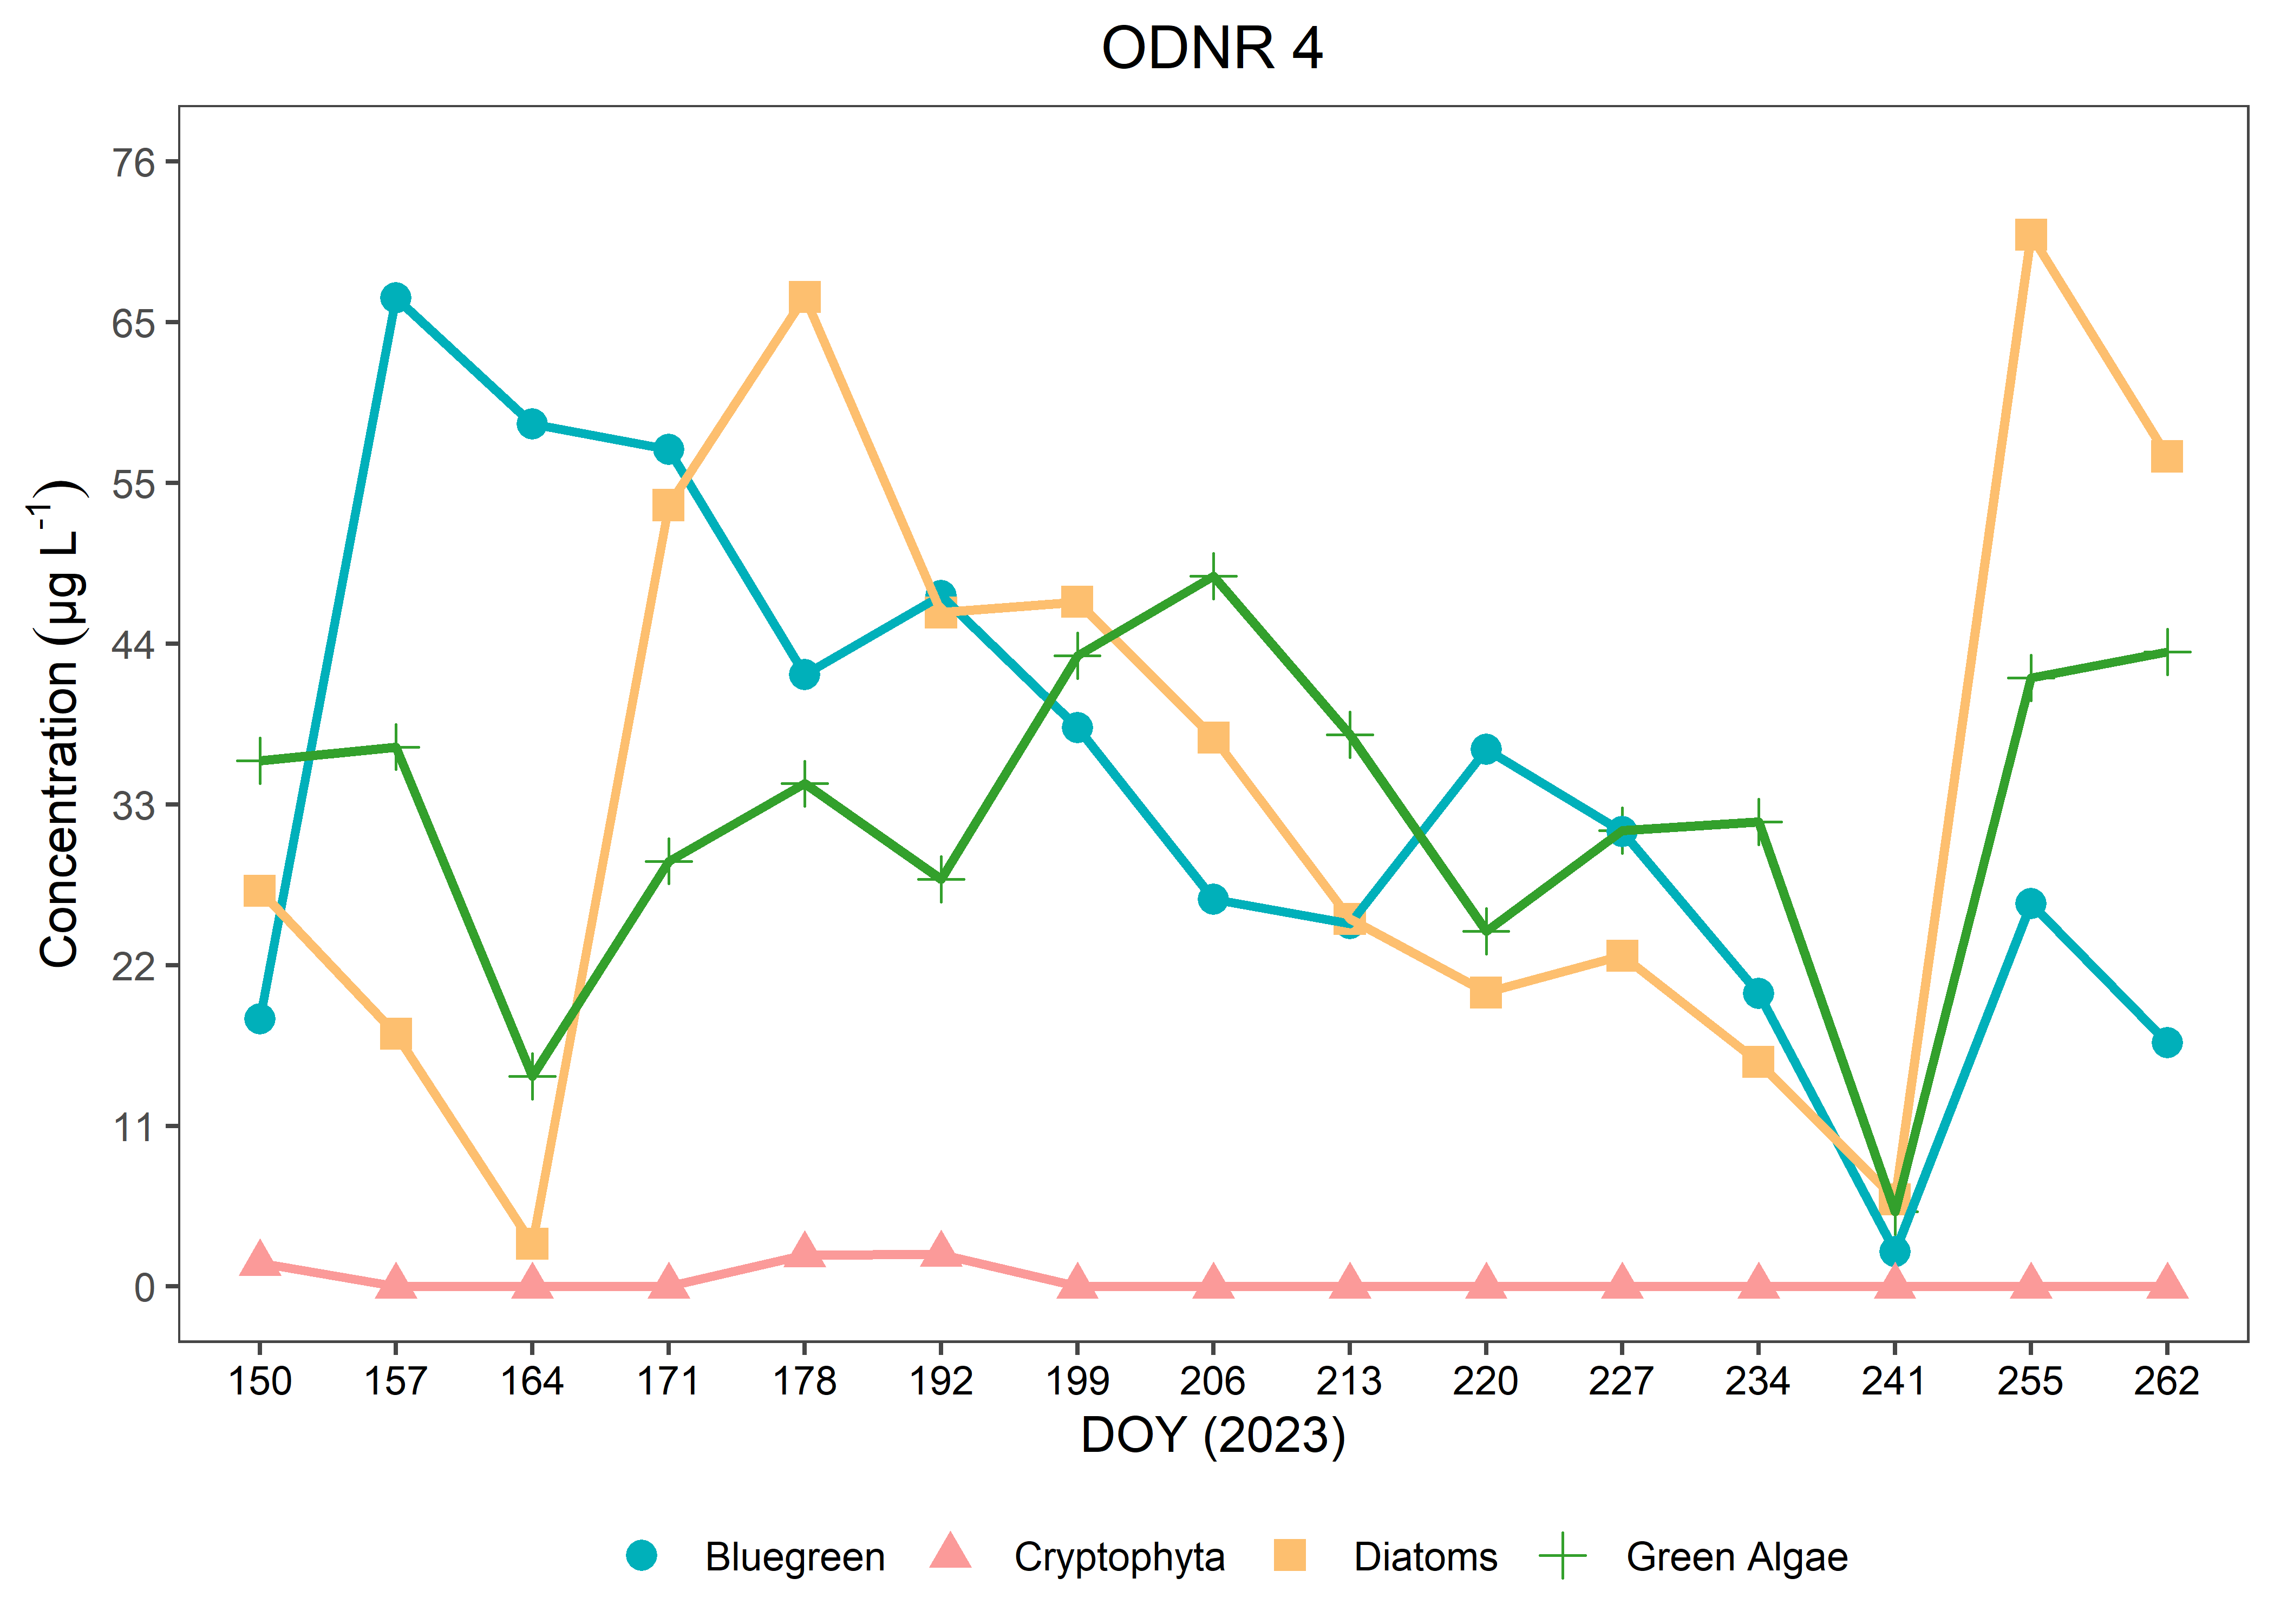 ODNR 4
Concentration (µg L⁻¹)
76
65
55
44
33
22
11
0
150 157 164 171 178 192 199 206 213 220 227 234 241 255 262
DOY (2023)
Bluegreen Cryptophyta Diatoms Green Algae